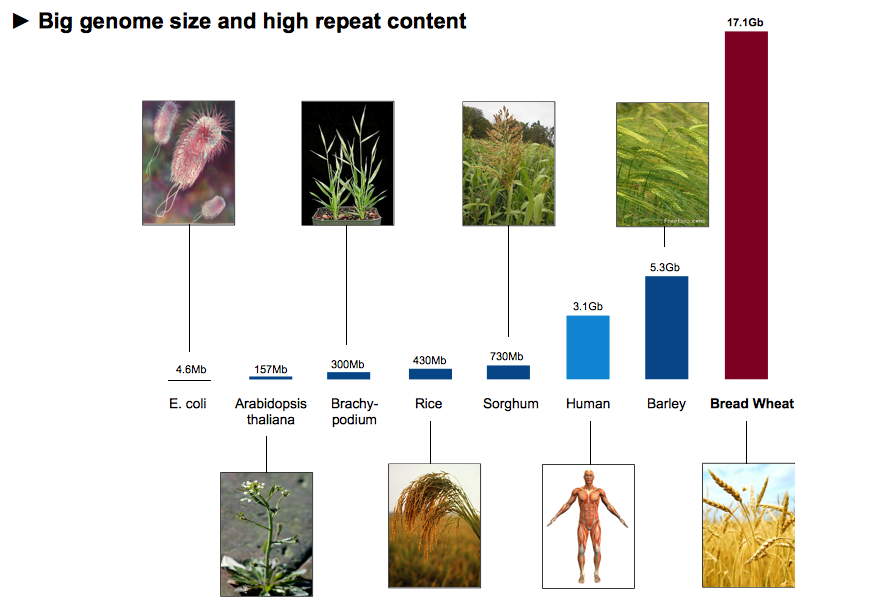 ► Big genome size and high repeat content
17.1Gb
5.3Gb
3.1Gb
730Mb
430Mb
300Mb
157Mb
4.6Mb
E. coli
Arabidopsis
thaliana
Brachy-
podium
Rice
Sorghum
Human
Barley
Bread Wheat